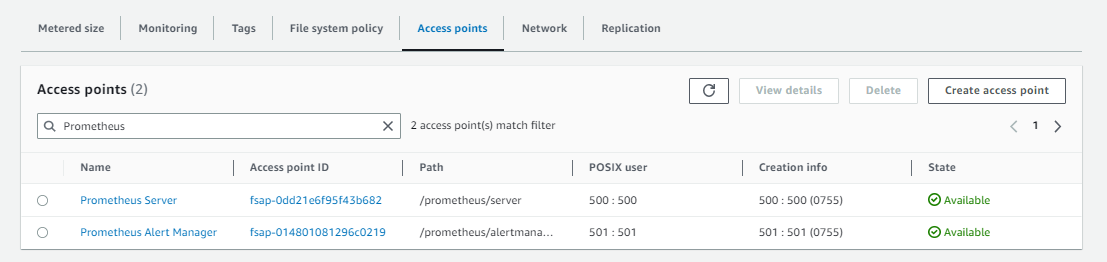 Metered size Monitoring Tags File system policy Access points Network Replication
Access points (2) View details Delete Create access point
Prometheus 2 access point(s) match filter 1
Name Access point ID Path POSIX user Creation info State
Prometheus Server fsap-0dd21e6f95f43b682 /prometheus/server 500 : 500 500 : 500 (0755) Available
Prometheus Alert Manager fsap-014801081296c0219 /prometheus/alertmana... 501 : 501 501 : 501 (0755) Available